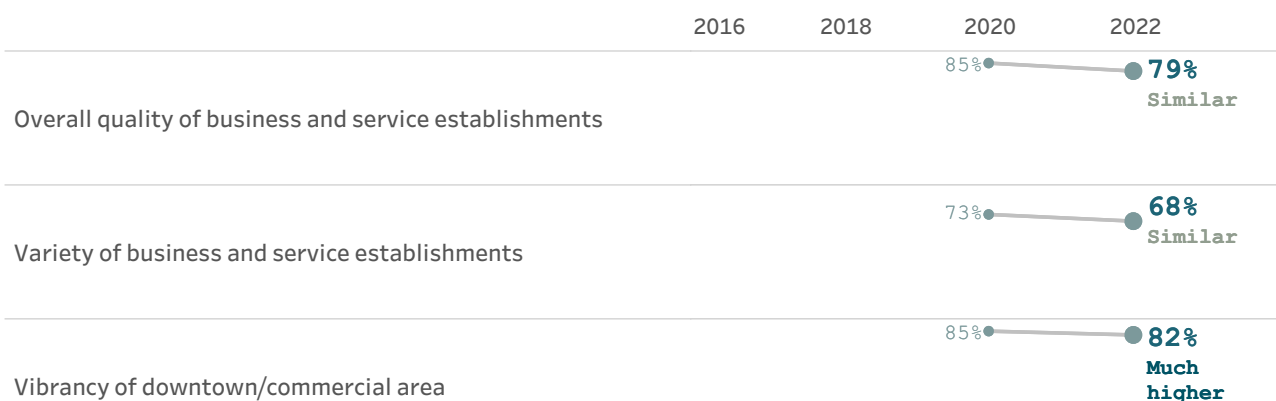 2016 2018 2020 2022
85% 79%
Similar
Overall quality of business and service establishments
73% 68%
Similar
Variety of business and service establishments
85% 82%
Much
Vibrancy of downtown/commercial area higher